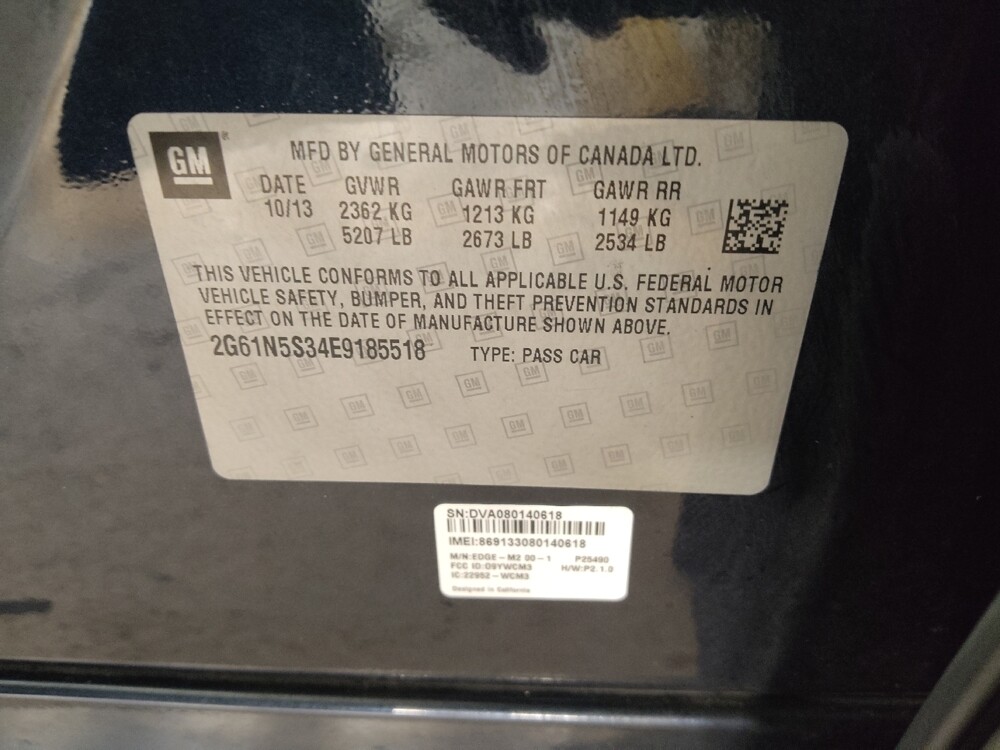 GM
MFD BY GENERAL MOTORS OF CANADA LTD.
DATE GVWR GAWR FRT GAWR RR
10/13 2362 KG 1213 KG 1149 KG
5207 LB 2673 LB 2534 LB
THIS VEHICLE CONFORMS TO ALL APPLICABLE U.S. FEDERAL MOTOR
VEHICLE SAFETY, BUMPER, AND THEFT PREVENTION STANDARDS IN
EFFECT ON THE DATE OF MANUFACTURE SHOWN ABOVE.
2G61N5S34E9185518 TYPE: PASS CAR
SN:DVA080140618
IMEI:869133080140618
M/N:EDGE-M2 00-1 P25490
FCC ID:O9YWCM3 H/W:P2.1.0
IC:22952-WCM3
Designed in California